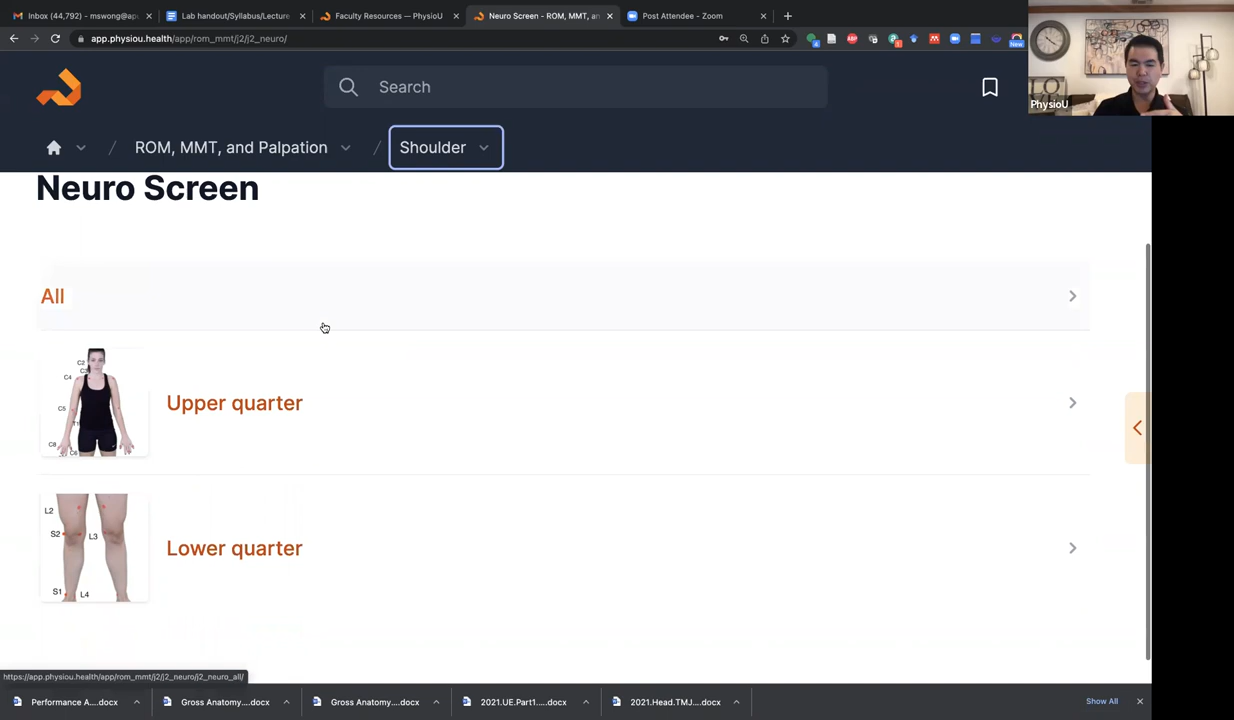 Inbox (44,792) - mswong@ap
Lab handout/Syllabus/Lecture
Faculty Resources — PhysioU
Neuro Screen - ROM, MMT, an
Post Attendee - Zoom
app.physiou.health/app/rom_mmt/j2/j2_neuro/
New
Search
PhysioU
ROM, MMT, and Palpation
Shoulder
Neuro Screen
All
C2
C3
C4
C5
T1
C8
C6
Upper quarter
L2
S2
L3
S1
L4
Lower quarter
https://app.physiou.health/app/rom_mmt/j2/j2_neuro/j2_neuro_all/
Performance A....docx
Gross Anatomy....docx
Gross Anatomy....docx
2021.UE.Part1.....docx
2021.Head.TMJ....docx
Show All